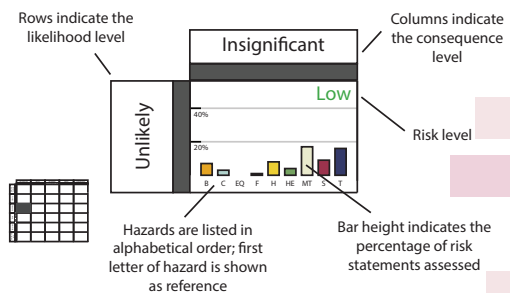 Rows indicate the
likelihood level
Columns indicate
the consequence
level
Insignificant
Unlikely
Low
40%
20%
B C EQ F H HE MT S T
Risk level
Hazards are listed in
alphabetical order; first
letter of hazard is shown
as reference
Bar height indicates the
percentage of risk
statements assessed